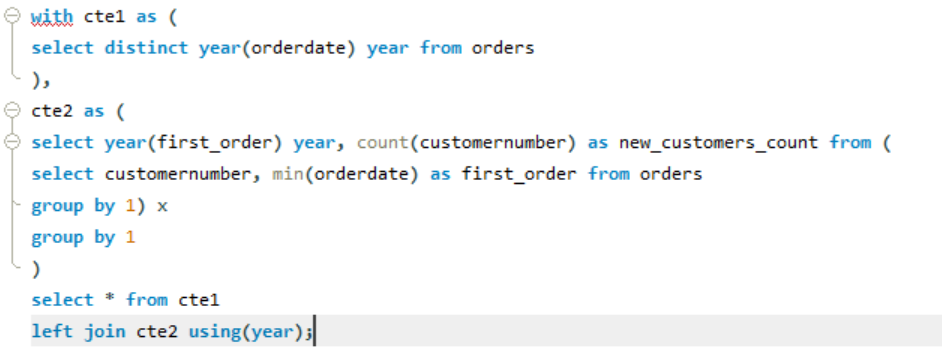 with cte1 as (
select distinct year(orderdate) year from orders
),
cte2 as (
select year(first_order) year, count(customernumber) as new_customers_count from (
select customernumber, min(orderdate) as first_order from orders
group by 1) x
group by 1
)
select * from cte1
left join cte2 using(year);